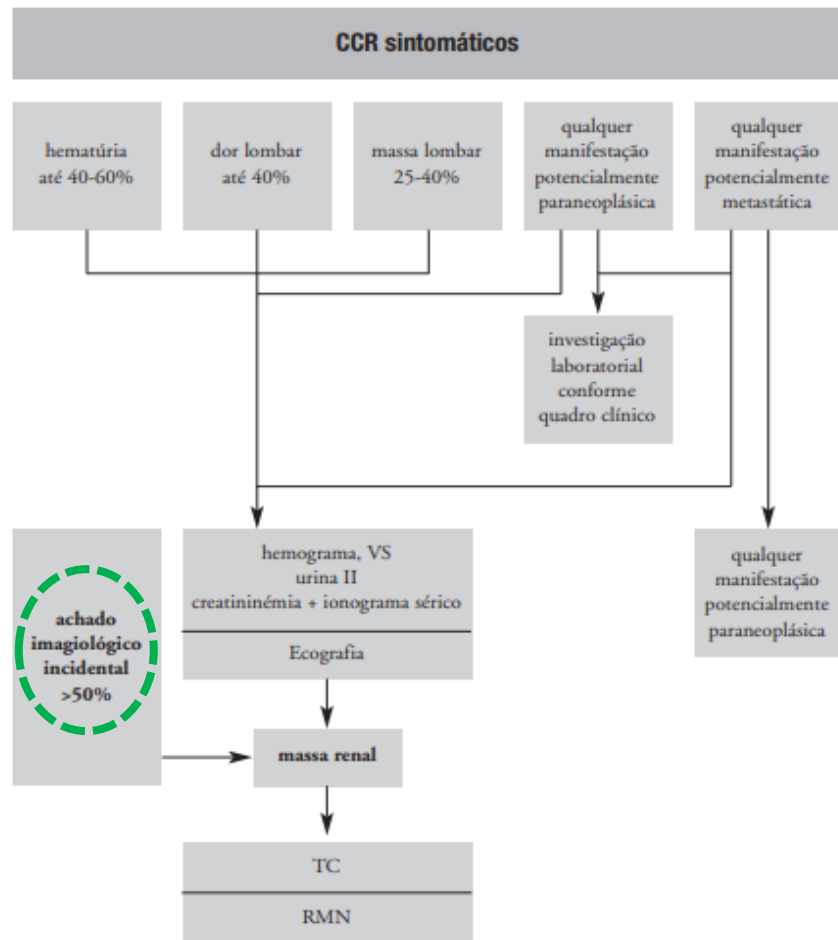 CCR sintomáticos
hematúria
até 40-60%
dor lombar
até 40%
massa lombar
25-40%
qualquer
manifestação
potencialmente
paraneoplásica
qualquer
manifestação
potencialmente
metastática
investigação
laboratorial
conforme
quadro clínico
achado
imagiológico
incidental
>50%
hemograma, VS
urina II
creatininémia + ionograma sérico
Ecografia
qualquer
manifestação
potencialmente
paraneoplásica
massa renal
TC
RMN